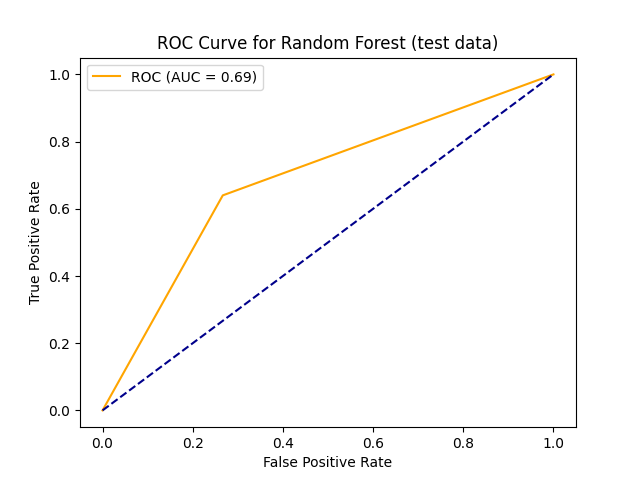 ROC Curve for Random Forest (test data)
ROC (AUC = 0.69)
1.0
0.8
0.6
0.4
0.2
0.0
True Positive Rate
0.0 0.2 0.4 0.6 0.8 1.0
False Positive Rate